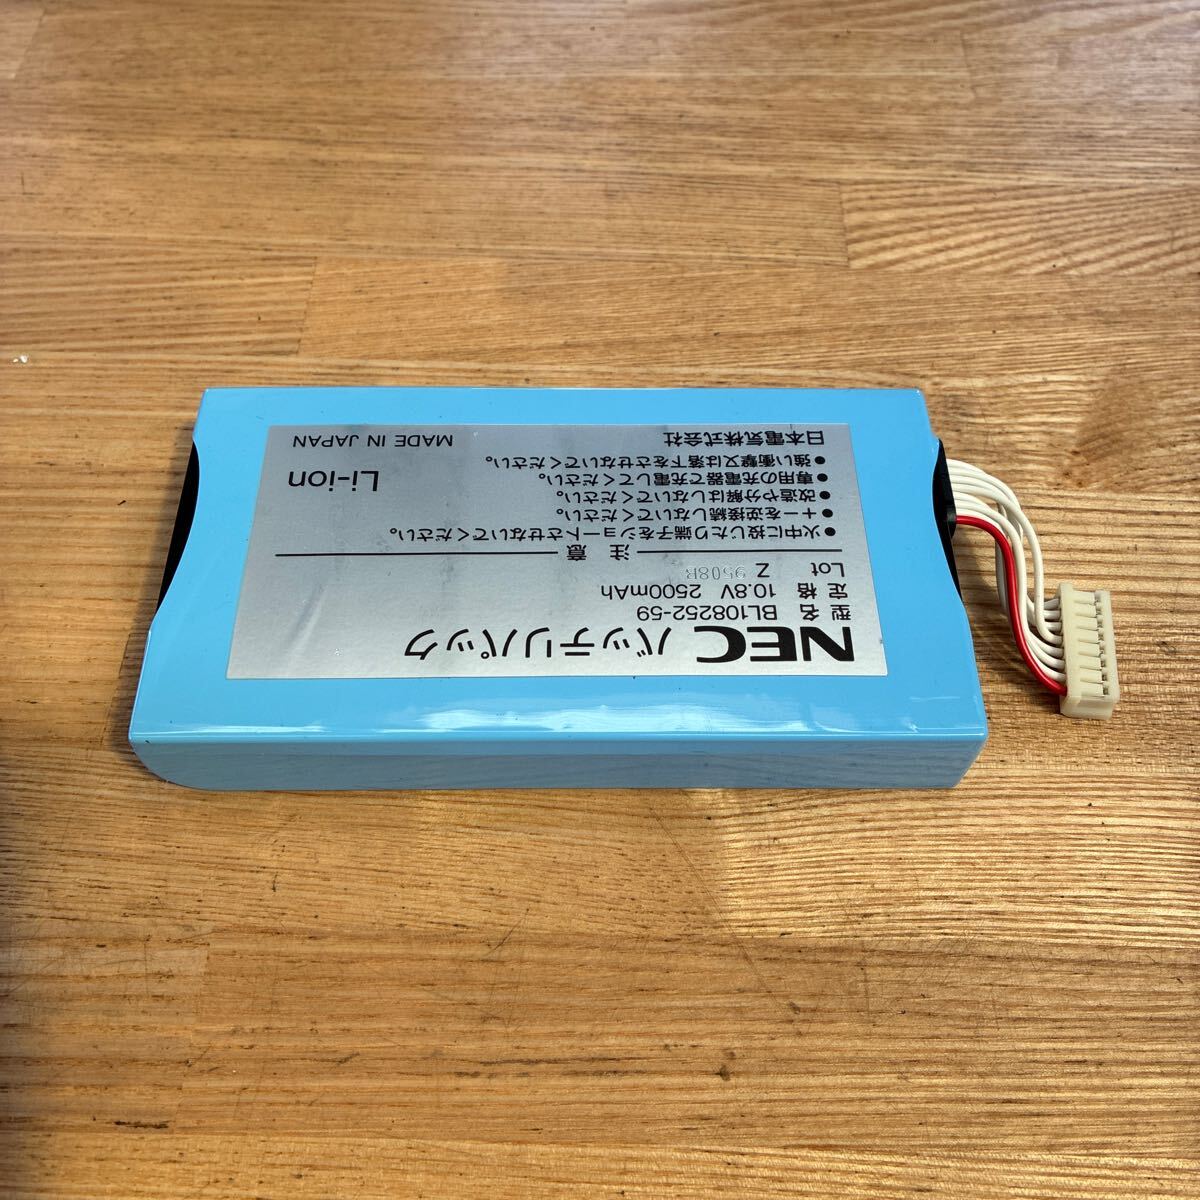 NEC バッテリパック
型名 BL108252-59
定格 10.8V 2500mAh
Lot Z 9508R
注 意
●火中に投じたり端子をショートさせないでください。
●＋－を逆接続しないでください。
●改造や分解はしないでください。
●専用の充電器で充電してください。
●強い衝撃又は落下をさせないでください。
Li-ion
日本電気株式会社 MADE IN JAPAN